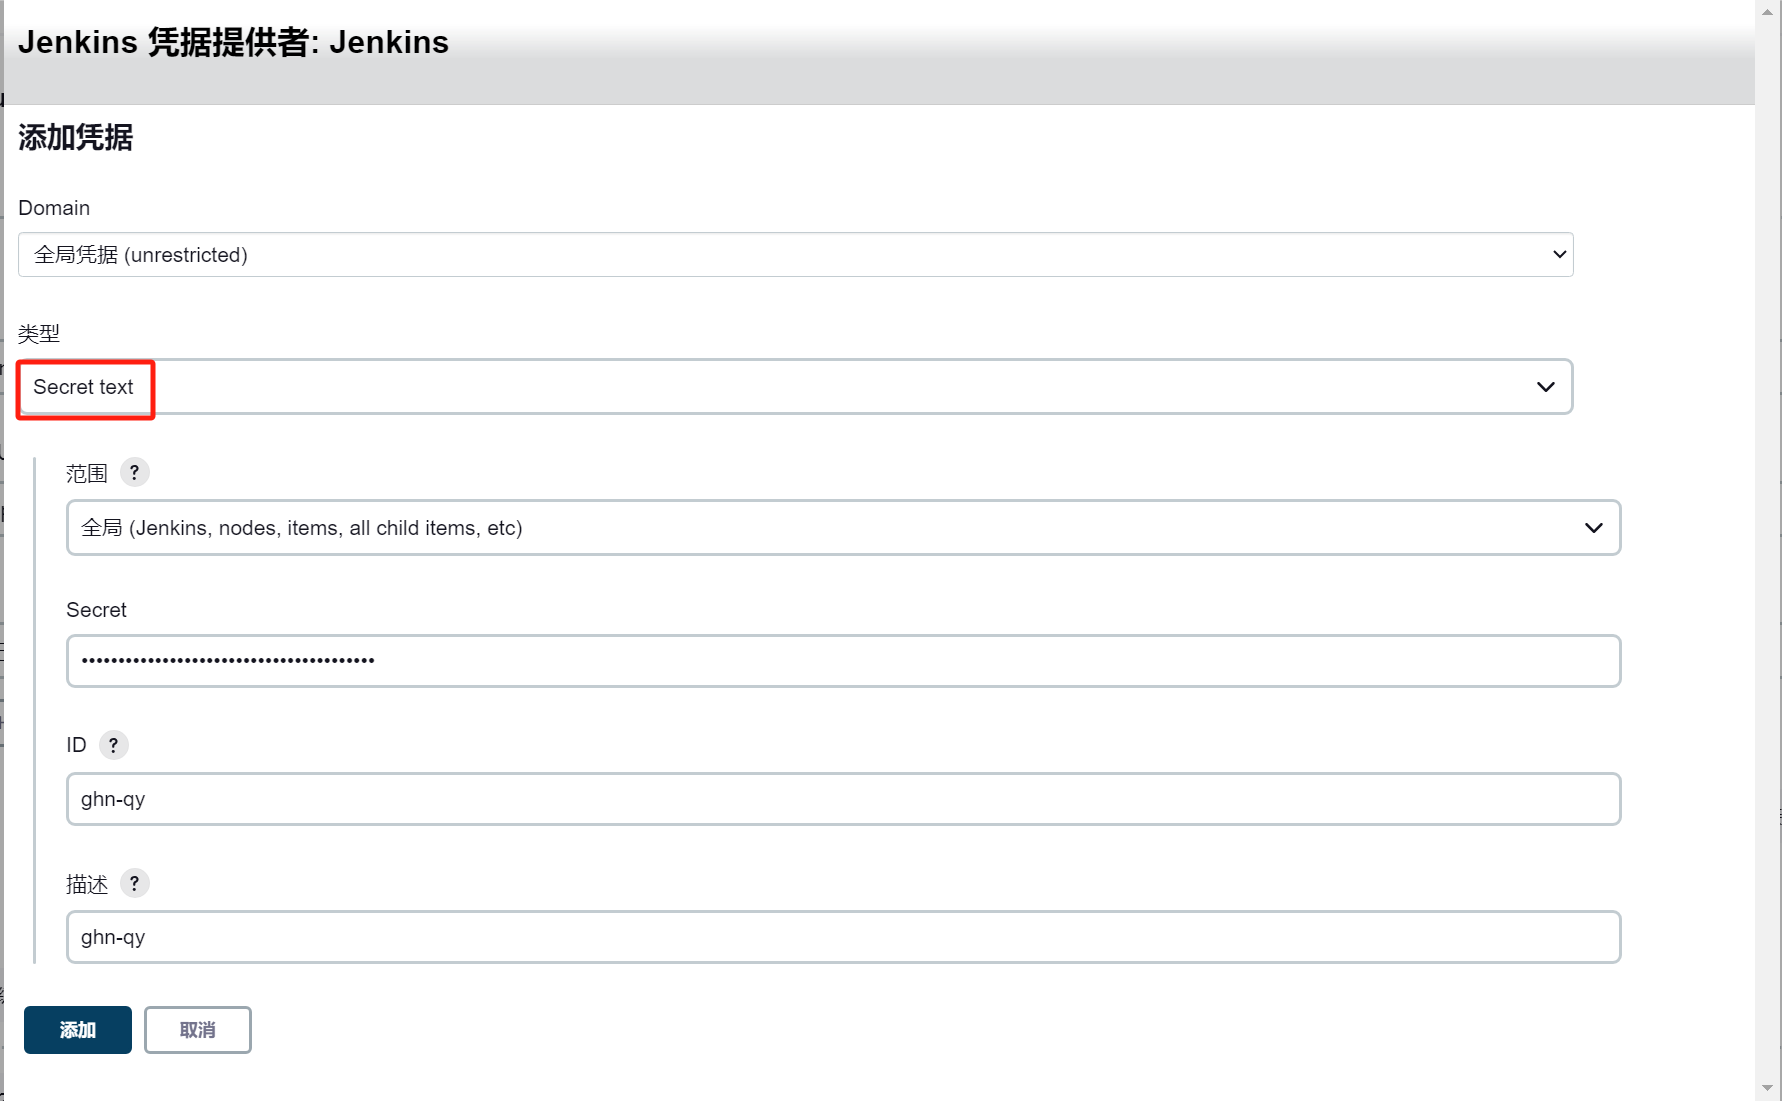 Jenkins 凭据提供者: Jenkins
添加凭据
Domain
全局凭据 (unrestricted)
类型
Secret text
范围 ?
全局 (Jenkins, nodes, items, all child items, etc)
Secret
••••••••••••••••••••••••••••••••••••••••
ID ?
ghn-qy
描述 ?
ghn-qy
添加 取消